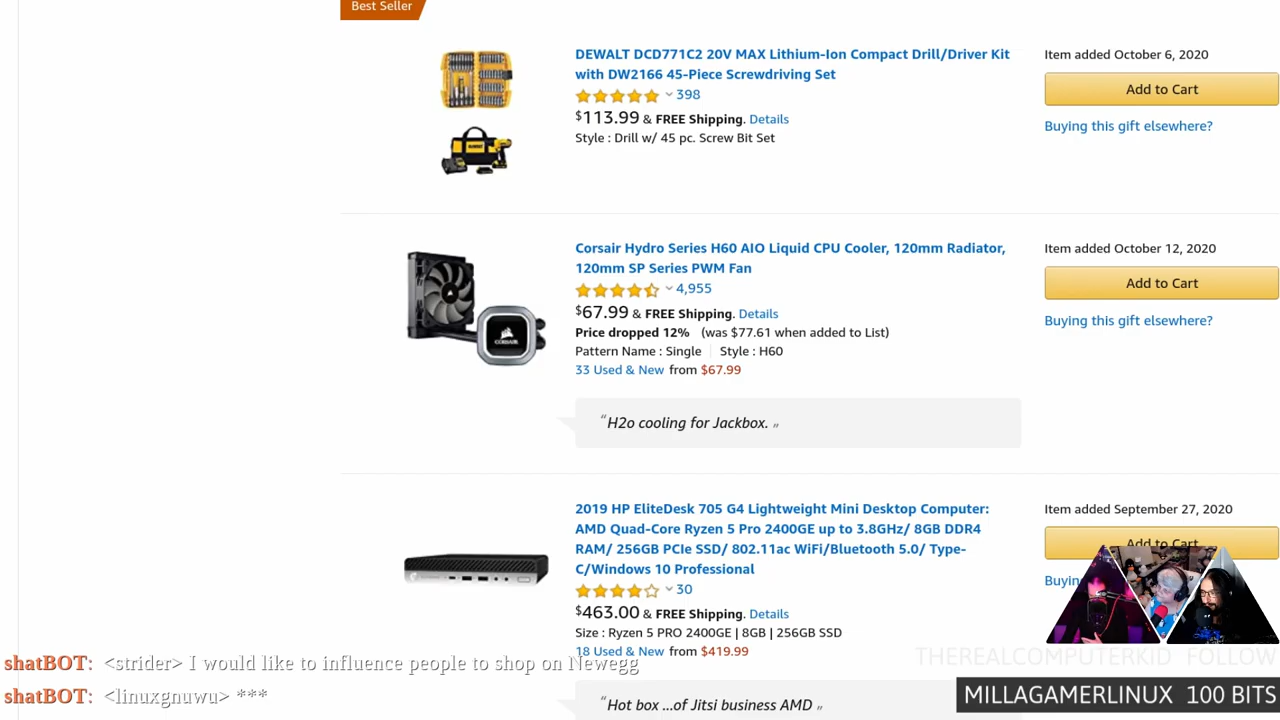 Best Seller
DEWALT DCD771C2 20V MAX Lithium-Ion Compact Drill/Driver Kit
with DW2166 45-Piece Screwdriving Set
398
$113.99 & FREE Shipping. Details
Style : Drill w/ 45 pc. Screw Bit Set
Item added October 6, 2020
Add to Cart
Buying this gift elsewhere?
Corsair Hydro Series H60 AIO Liquid CPU Cooler, 120mm Radiator,
120mm SP Series PWM Fan
4,955
$67.99 & FREE Shipping. Details
Price dropped 12% (was $77.61 when added to List)
Pattern Name : Single | Style : H60
33 Used & New from $67.99
Item added October 12, 2020
Add to Cart
Buying this gift elsewhere?
CORSAIR
“H2o cooling for Jackbox. „
2019 HP EliteDesk 705 G4 Lightweight Mini Desktop Computer:
AMD Quad-Core Ryzen 5 Pro 2400GE up to 3.8GHz/ 8GB DDR4
RAM/ 256GB PCIe SSD/ 802.11ac WiFi/Bluetooth 5.0/ Type-
C/Windows 10 Professional
30
$463.00 & FREE Shipping. Details
Size : Ryzen 5 PRO 2400GE | 8GB | 256GB SSD
18 Used & New from $419.99
Item added September 27, 2020
Add to Cart
Buying
“Hot box ...of Jitsi business AMD „
shatBOT: <strider> I would like to influence people to shop on Newegg
shatBOT: <linuxgnuwu> ***
THEREALCOMPUTERKID FOLLOW
MILLAGAMERLINUX 100 BITS